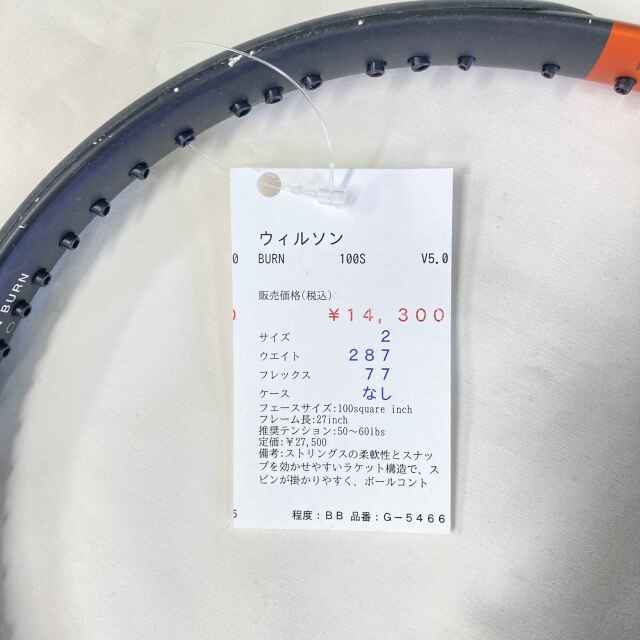 BURN
ウィルソン
0 BURN 100S V5.0
販売価格(税込)
0 ¥14,300
サイズ 2
ウエイト 287
フレックス 77
ケース なし
フェースサイズ:100square inch
フレーム長:27inch
推奨テンション:50～60lbs
定価:¥27,500
備考:ストリングスの柔軟性とスナッ
プを効かせやすいラケット構造で、ス
ピンが掛かりやすく、ボールコント
5 程度:BB 品番:G-5466